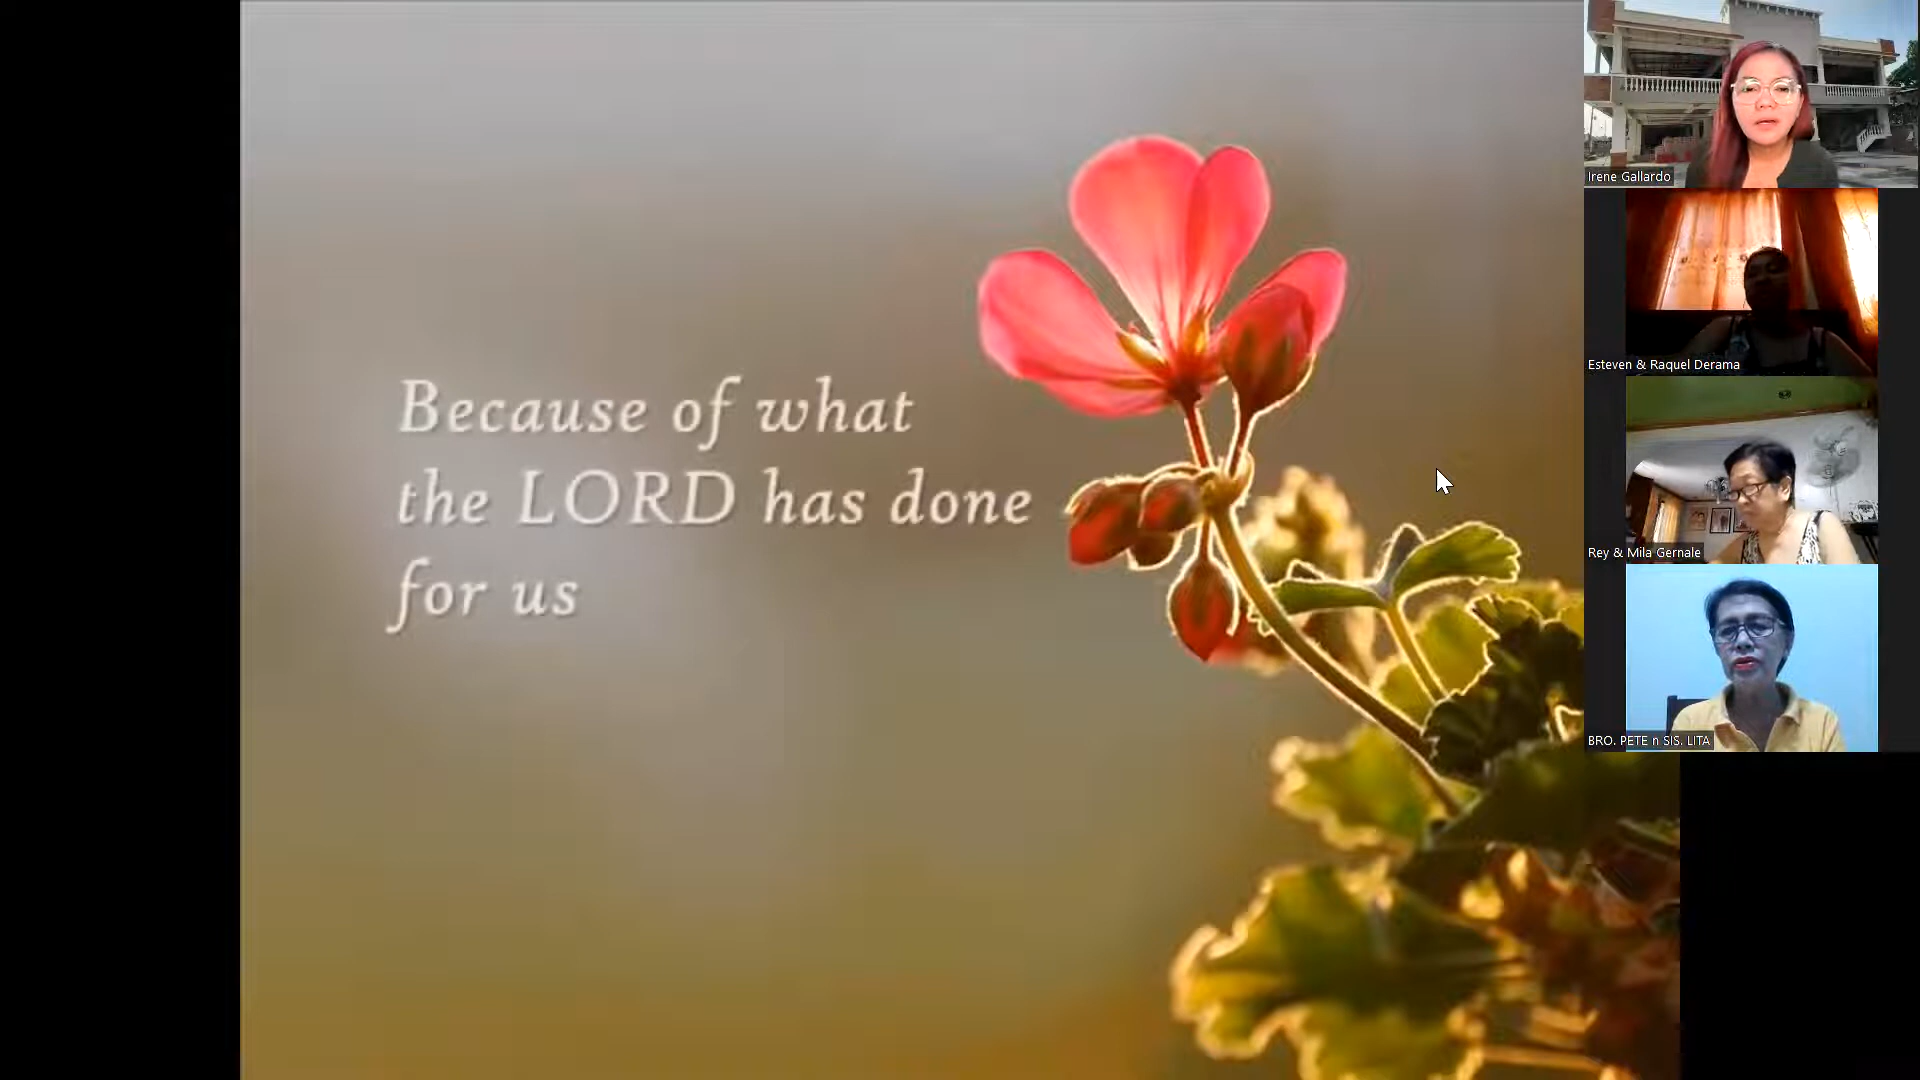 Because of what
the LORD has done
for us
Irene Gallardo
Esteven & Raquel Derama
Rey & Mila Gernale
BRO. PETE n SIS. LITA